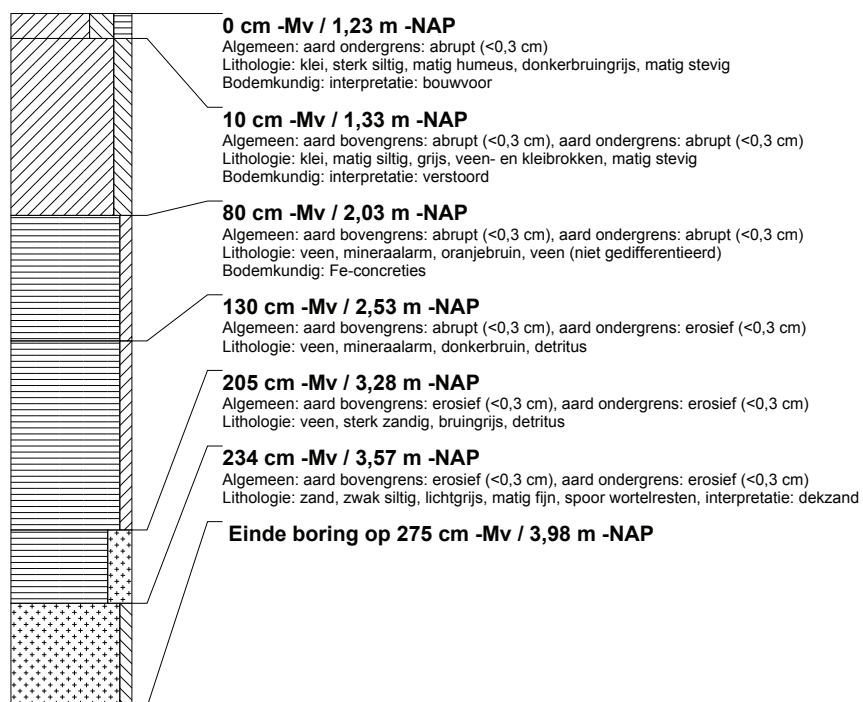 0 cm -Mv / 1,23 m -NAP
Algemeen: aard ondergrens: abrupt (<0,3 cm)
Lithologie: klei, sterk siltig, matig humeus, donkerbruingrijs, matig stevig
Bodemkundig: interpretatie: bouwvoor
10 cm -Mv / 1,33 m -NAP
Algemeen: aard bovengrens: abrupt (<0,3 cm), aard ondergrens: abrupt (<0,3 cm)
Lithologie: klei, matig siltig, grijs, veen- en kleibrokken, matig stevig
Bodemkundig: interpretatie: verstoord
80 cm -Mv / 2,03 m -NAP
Algemeen: aard bovengrens: abrupt (<0,3 cm), aard ondergrens: abrupt (<0,3 cm)
Lithologie: veen, mineraalarm, oranjebruin, veen (niet gedifferentieerd)
Bodemkundig: Fe-concreties
130 cm -Mv / 2,53 m -NAP
Algemeen: aard bovengrens: abrupt (<0,3 cm), aard ondergrens: erosief (<0,3 cm)
Lithologie: veen, mineraalarm, donkerbruin, detritus
205 cm -Mv / 3,28 m -NAP
Algemeen: aard bovengrens: erosief (<0,3 cm), aard ondergrens: erosief (<0,3 cm)
Lithologie: veen, sterk zandig, bruingrijs, detritus
234 cm -Mv / 3,57 m -NAP
Algemeen: aard bovengrens: erosief (<0,3 cm), aard ondergrens: erosief (<0,3 cm)
Lithologie: zand, zwak siltig, lichtgrijs, matig fijn, spoor wortelresten, interpretatie: dekzand
Einde boring op 275 cm -Mv / 3,98 m -NAP